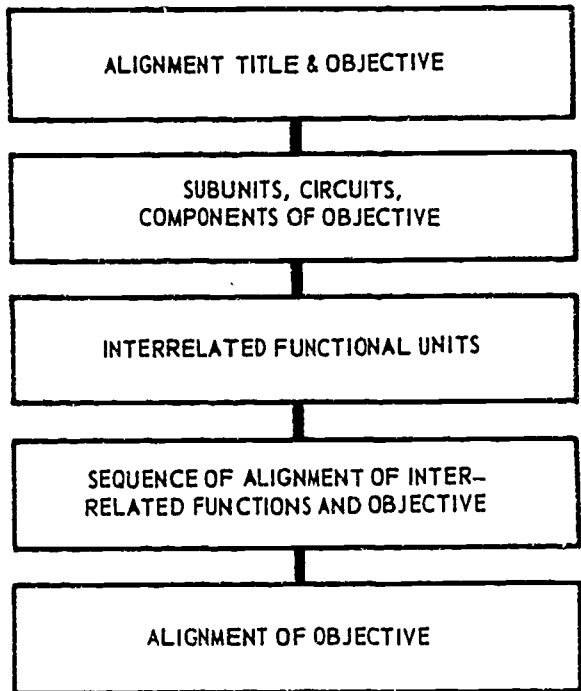 ALIGNMENT TITLE & OBJECTIVE
SUBUNITS, CIRCUITS,
COMPONENTS OF OBJECTIVE
INTERRELATED FUNCTIONAL UNITS
SEQUENCE OF ALIGNMENT OF INTER–
RELATED FUNCTIONS AND OBJECTIVE
ALIGNMENT OF OBJECTIVE